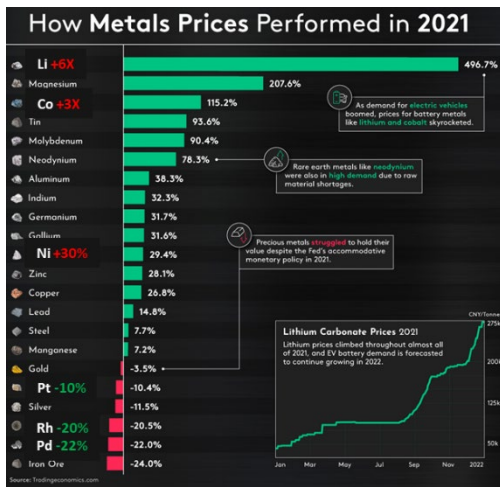 How Metals Prices Performed in 2021
Li +6X 496.7%
Magnesium 207.6%
Co +3X 115.2%
Tin 93.6%
Molybdenum 90.4%
Neodynium 78.3%
Aluminum 38.3%
Indium 32.3%
Germanium 31.7%
Gallium 31.6%
Ni +30% 29.4%
Zinc 28.1%
Copper 26.8%
Lead 14.8%
Steel 7.7%
Manganese 7.2%
Gold -3.5%
Pt -10% -10.4%
Silver -11.5%
Rh -20% -20.5%
Pd -22% -22.0%
Iron Ore -24.0%
As demand for electric vehicles
boomed, prices for battery metals
like lithium and cobalt skyrocketed.
Rare earth metals like neodynium
were also in high demand due to raw
material shortages.
Precious metals struggled to hold their
value despite the Fed's accommodative
monetary policy in 2021.
CNY/Tonne
Lithium Carbonate Prices 2021
Lithium prices climbed throughout almost all
of 2021, and EV battery demand is forecasted
to continue growing in 2022.
275k
200k
125k
50k
Jan Mar May Jul Sep Nov 2022
Source: Tradingeconomics.com